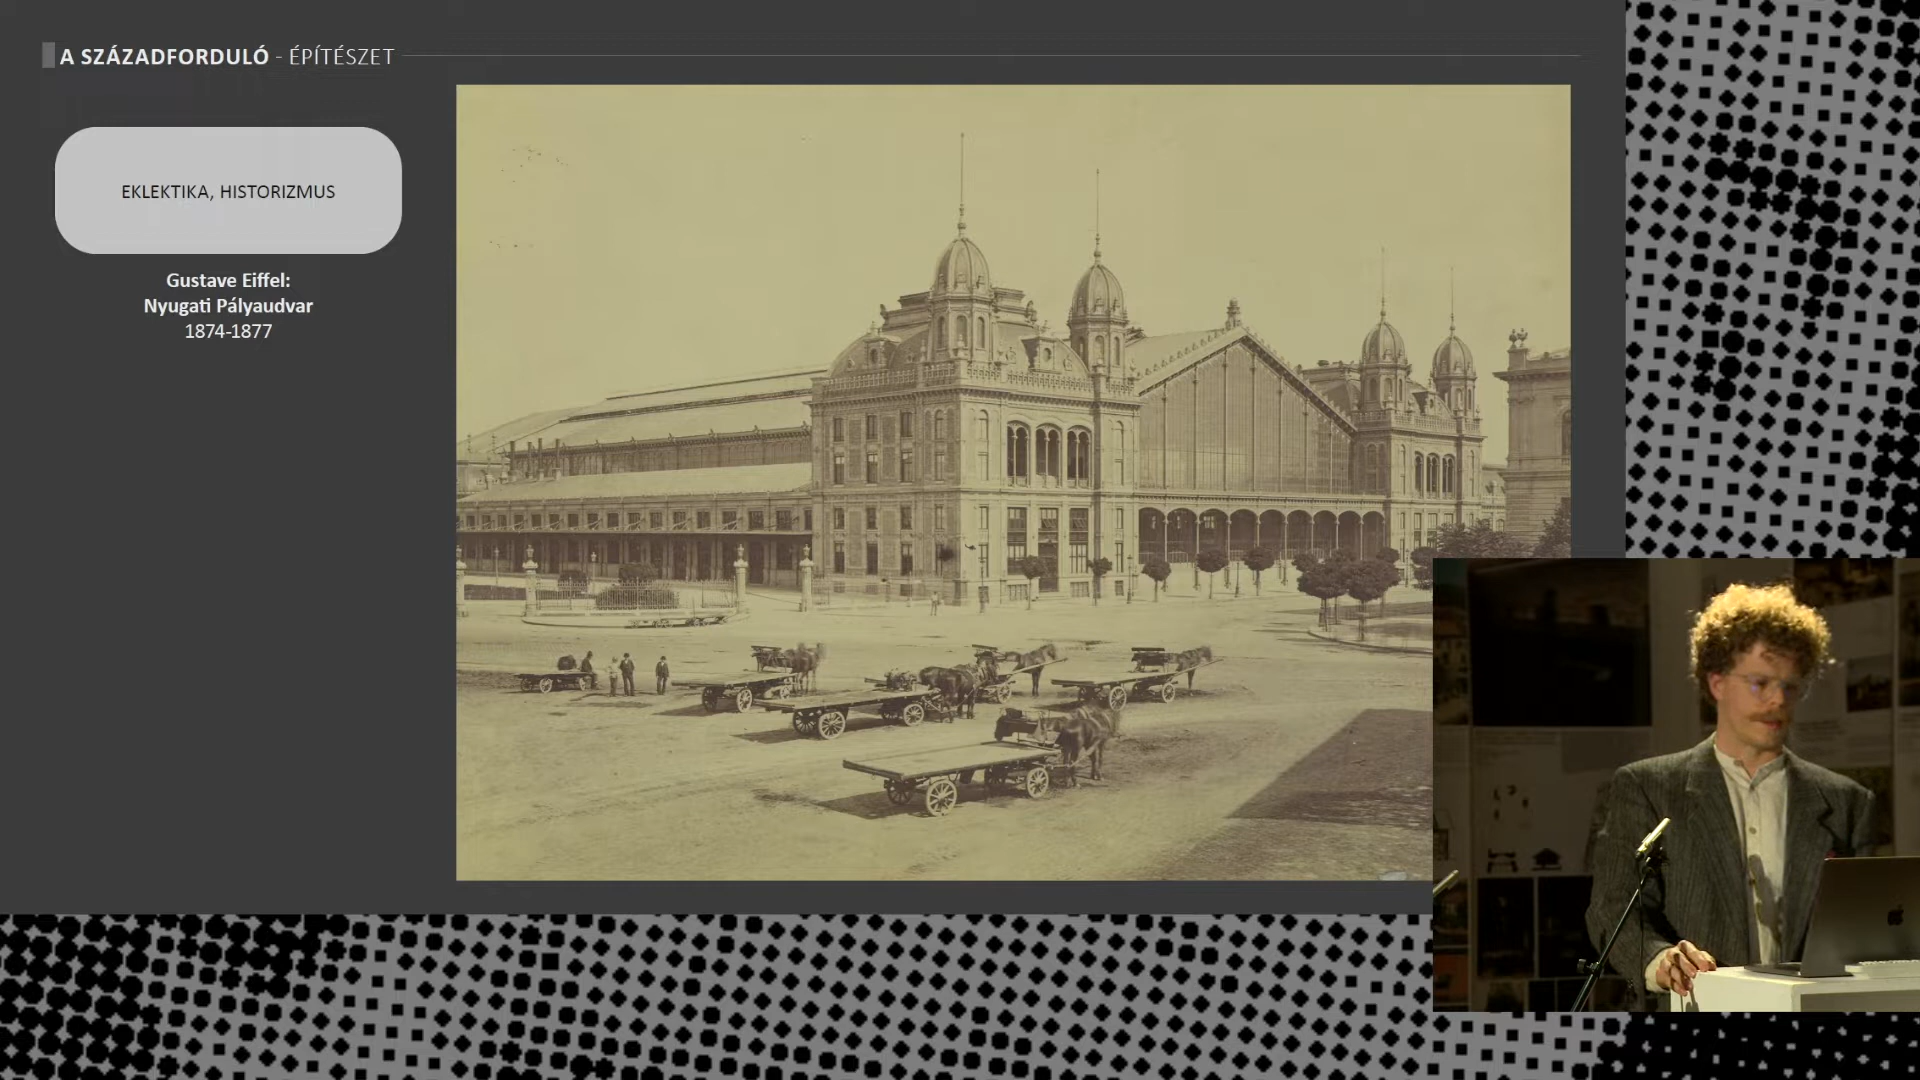 A SZÁZADFORDULÓ - ÉPÍTÉSZET
EKLEKTIKA, HISTORIZMUS
Gustave Eiffel:
Nyugati Pályaudvar
1874-1877